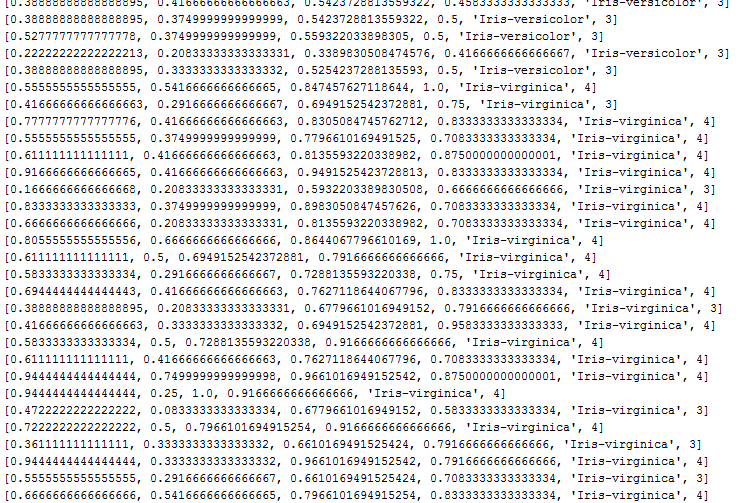 [0.38888888888888895, 0.41666666666666663, 0.5423728813559322, 0.4583333333333333, 'Iris-versicolor', 3]
[0.38888888888888895, 0.3749999999999999, 0.5423728813559322, 0.5, 'Iris-versicolor', 3]
[0.5277777777777778, 0.3749999999999999, 0.559322033898305, 0.5, 'Iris-versicolor', 3]
[0.22222222222222213, 0.20833333333333331, 0.3389830508474576, 0.4166666666666667, 'Iris-versicolor', 3]
[0.38888888888888895, 0.3333333333333332, 0.5254237288135593, 0.5, 'Iris-versicolor', 3]
[0.5555555555555555, 0.5416666666666665, 0.847457627118644, 1.0, 'Iris-virginica', 4]
[0.41666666666666663, 0.2916666666666667, 0.6949152542372881, 0.75, 'Iris-virginica', 3]
[0.7777777777777776, 0.41666666666666663, 0.8305084745762712, 0.8333333333333334, 'Iris-virginica', 4]
[0.5555555555555555, 0.3749999999999999, 0.7796610169491525, 0.7083333333333334, 'Iris-virginica', 4]
[0.611111111111111, 0.41666666666666663, 0.8135593220338982, 0.8750000000000001, 'Iris-virginica', 4]
[0.9166666666666665, 0.41666666666666663, 0.9491525423728813, 0.8333333333333334, 'Iris-virginica', 4]
[0.1666666666666668, 0.20833333333333331, 0.5932203389830508, 0.6666666666666666, 'Iris-virginica', 3]
[0.8333333333333333, 0.3749999999999999, 0.8983050847457626, 0.7083333333333334, 'Iris-virginica', 4]
[0.6666666666666666, 0.20833333333333331, 0.8135593220338982, 0.7083333333333334, 'Iris-virginica', 4]
[0.8055555555555556, 0.6666666666666666, 0.8644067796610169, 1.0, 'Iris-virginica', 4]
[0.611111111111111, 0.5, 0.6949152542372881, 0.7916666666666666, 'Iris-virginica', 4]
[0.5833333333333334, 0.2916666666666667, 0.7288135593220338, 0.75, 'Iris-virginica', 4]
[0.6944444444444443, 0.41666666666666663, 0.7627118644067796, 0.8333333333333334, 'Iris-virginica', 4]
[0.38888888888888895, 0.20833333333333331, 0.6779661016949152, 0.7916666666666666, 'Iris-virginica', 3]
[0.41666666666666663, 0.3333333333333332, 0.6949152542372881, 0.9583333333333333, 'Iris-virginica', 4]
[0.5833333333333334, 0.5, 0.7288135593220338, 0.9166666666666666, 'Iris-virginica', 4]
[0.611111111111111, 0.41666666666666663, 0.7627118644067796, 0.7083333333333334, 'Iris-virginica', 4]
[0.9444444444444444, 0.7499999999999998, 0.9661016949152542, 0.8750000000000001, 'Iris-virginica', 4]
[0.9444444444444444, 0.25, 1.0, 0.9166666666666666, 'Iris-virginica', 4]
[0.4722222222222222, 0.0833333333333334, 0.6779661016949152, 0.5833333333333334, 'Iris-virginica', 3]
[0.7222222222222222, 0.5, 0.7966101694915254, 0.9166666666666666, 'Iris-virginica', 4]
[0.361111111111111, 0.3333333333333332, 0.6610169491525424, 0.7916666666666666, 'Iris-virginica', 3]
[0.9444444444444444, 0.3333333333333332, 0.9661016949152542, 0.7916666666666666, 'Iris-virginica', 4]
[0.5555555555555555, 0.2916666666666667, 0.6610169491525424, 0.7083333333333334, 'Iris-virginica', 3]
[0.6666666666666666, 0.5416666666666665, 0.7966101694915254, 0.8333333333333334, 'Iris-virginica', 4]